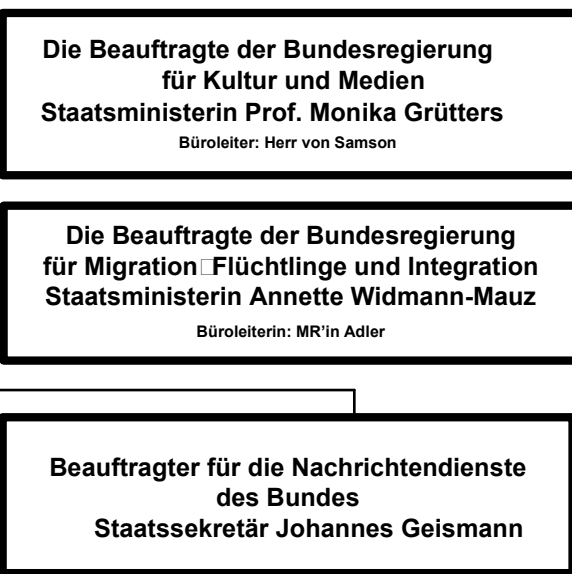 Die Beauftragte der Bundesregierung
für Kultur und Medien
Staatsministerin Prof. Monika Grütters
Büroleiter: Herr von Samson
Die Beauftragte der Bundesregierung
für Migration□Flüchtlinge und Integration
Staatsministerin Annette Widmann-Mauz
Büroleiterin: MR’in Adler
Beauftragter für die Nachrichtendienste
des Bundes
Staatssekretär Johannes Geismann